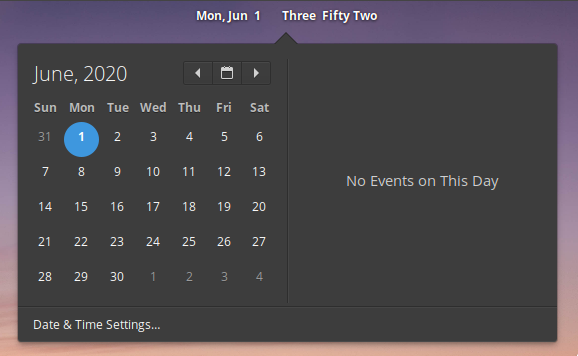 Mon, Jun 1 Three Fifty Two
June, 2020
Sun Mon Tue Wed Thu Fri Sat
31 1 2 3 4 5 6
7 8 9 10 11 12 13
No Events on This Day
14 15 16 17 18 19 20
21 22 23 24 25 26 27
28 29 30 1 2 3 4
Date & Time Settings...